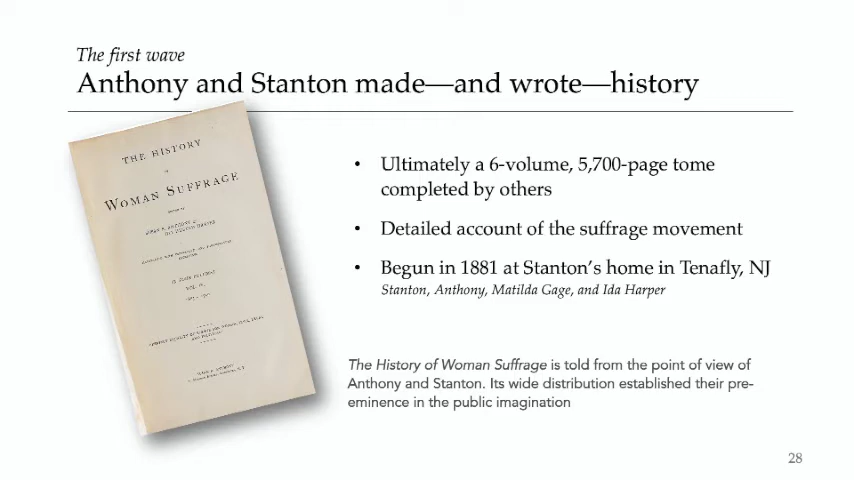 The first wave
Anthony and Stanton made—and wrote—history
THE HISTORY
OF
WOMAN SUFFRAGE
• Ultimately a 6-volume, 5,700-page tome
completed by others
• Detailed account of the suffrage movement
• Begun in 1881 at Stanton’s home in Tenafly, NJ
Stanton, Anthony, Matilda Gage, and Ida Harper
The History of Woman Suffrage is told from the point of view of
Anthony and Stanton. Its wide distribution established their pre-
eminence in the public imagination
28